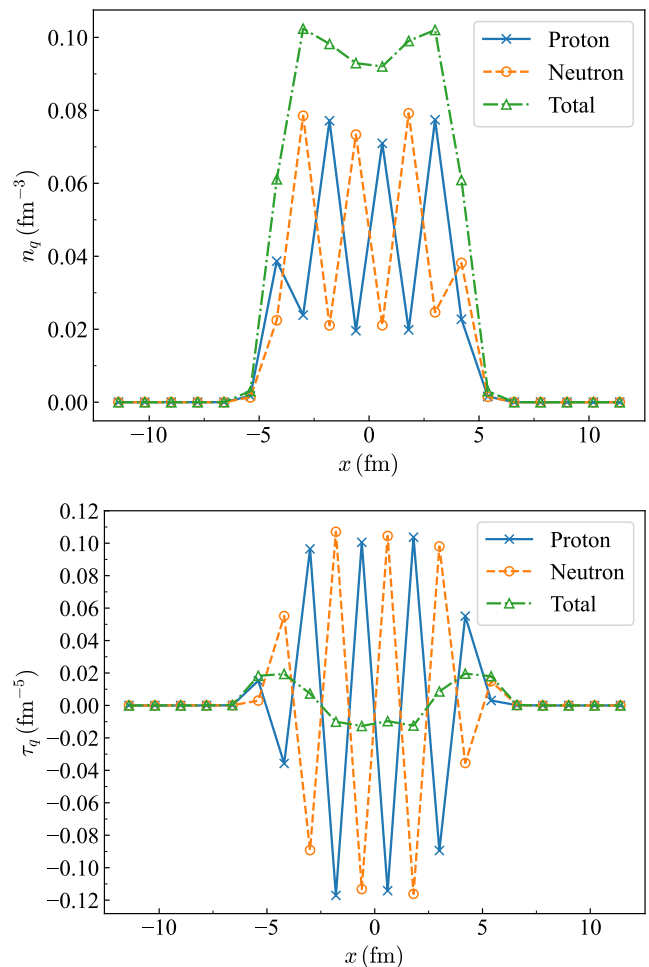 0.10
0.08
0.06
0.04
0.02
0.00
n_q (fm⁻³)
Proton
Neutron
Total
−10 −5 0 5 10
x (fm)
0.12
0.10
0.08
0.06
0.04
0.02
0.00
−0.02
−0.04
−0.06
−0.08
−0.10
−0.12
τ_q (fm⁻⁵)
Proton
Neutron
Total
−10 −5 0 5 10
x (fm)